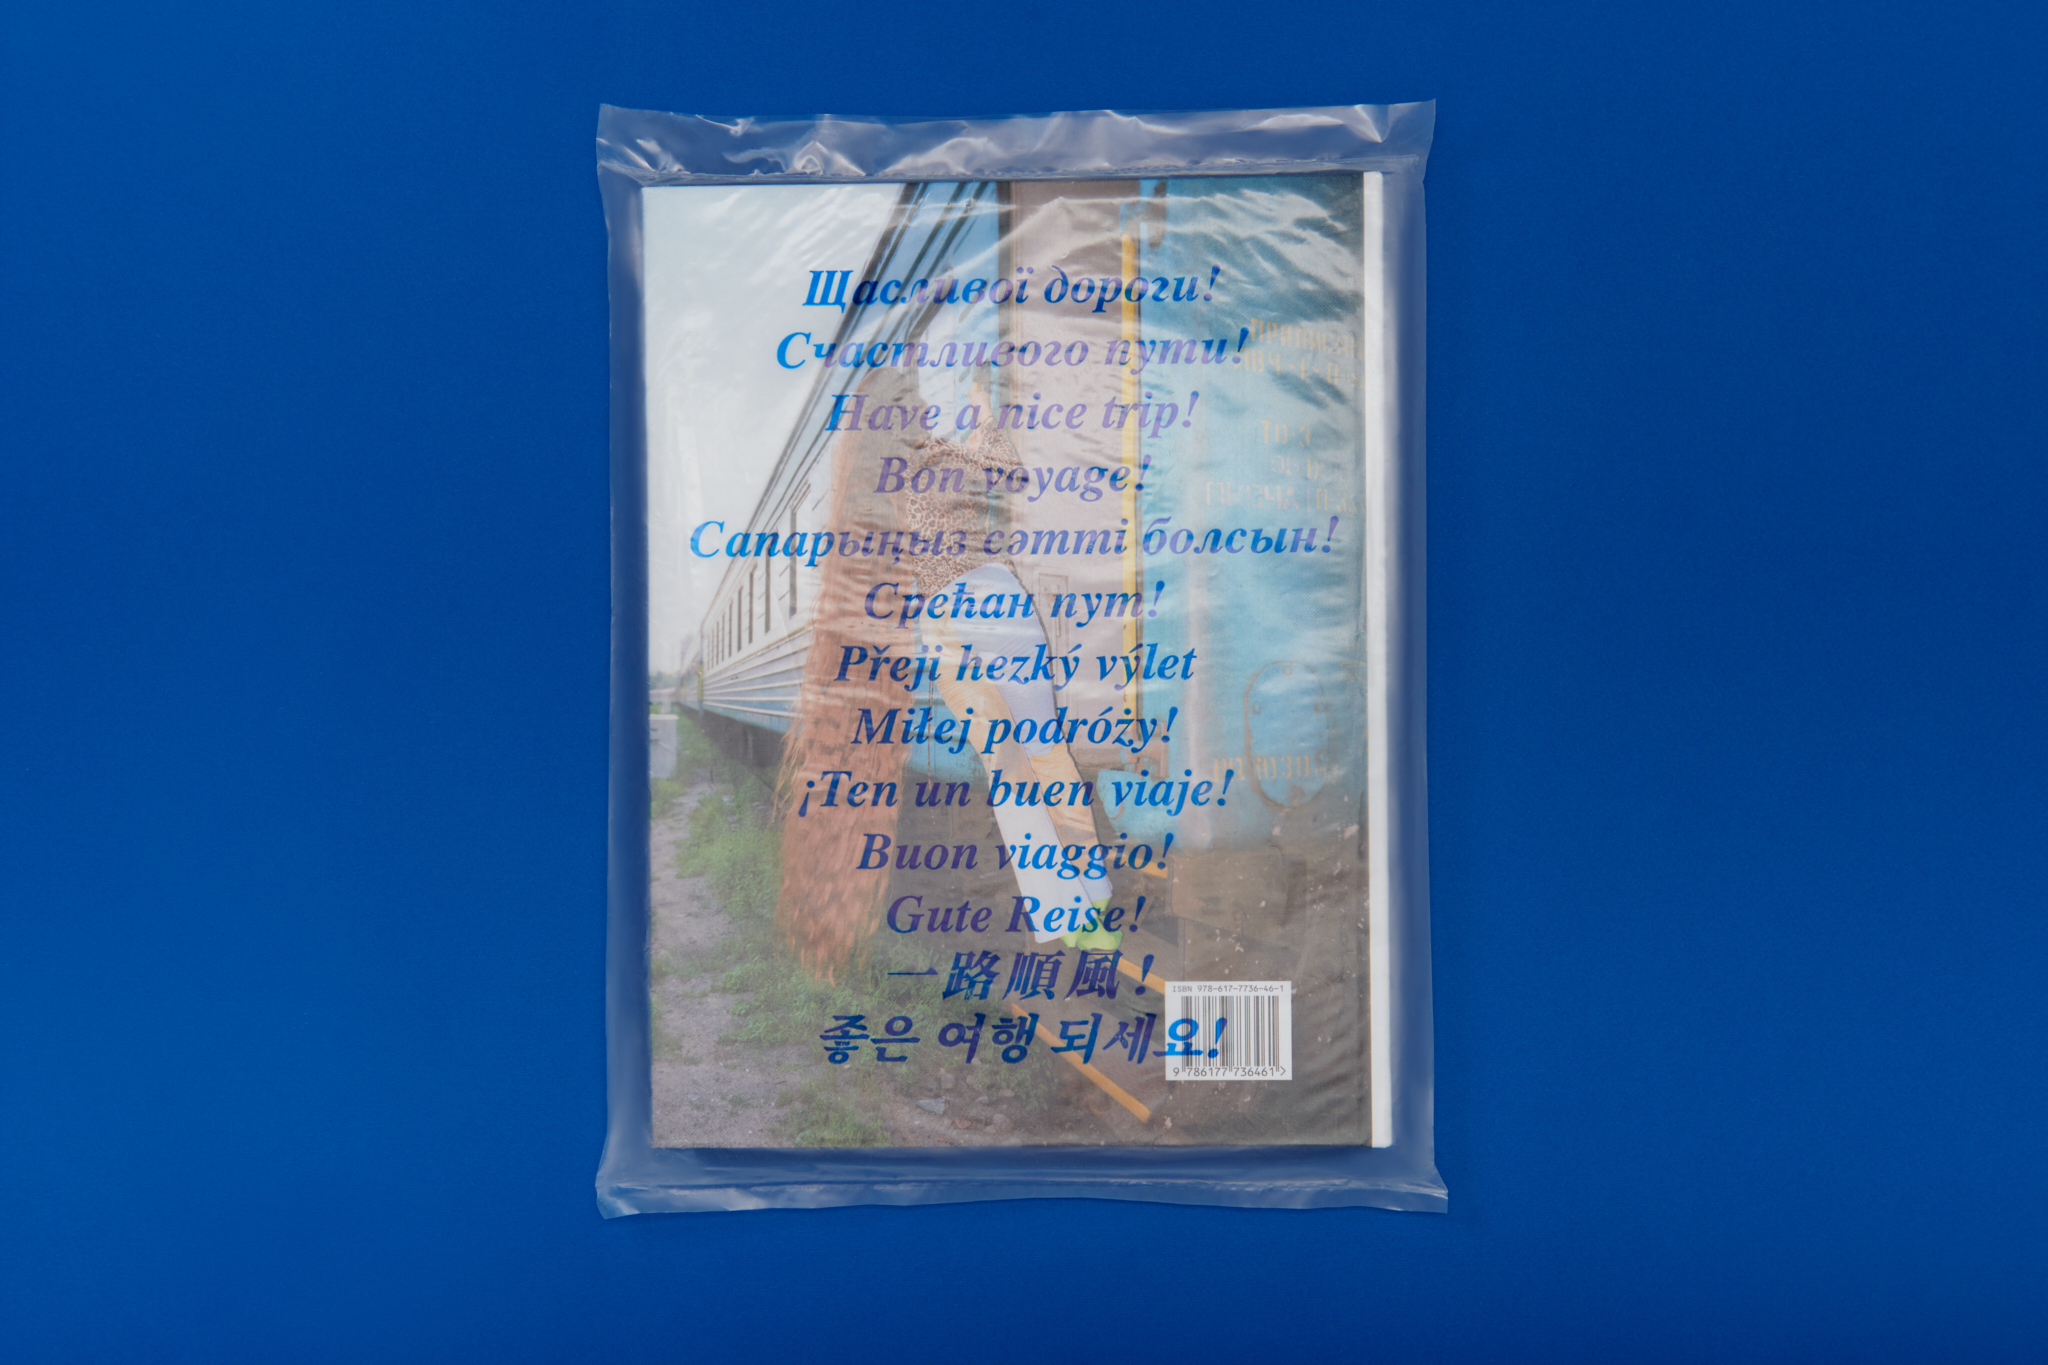 Щасливої дороги!
Счастливого пути!
Have a nice trip!
Bon voyage!
Сапарыңыз сәтті болсын!
Срећан пут!
Přeji hezký výlet
Miłej podróży!
¡Ten un buen viaje!
Buon viaggio!
Gute Reise!
一路順風!
좋은 여행 되세요!
ISBN 978-617-7736-46-1
9 786177 736461 >